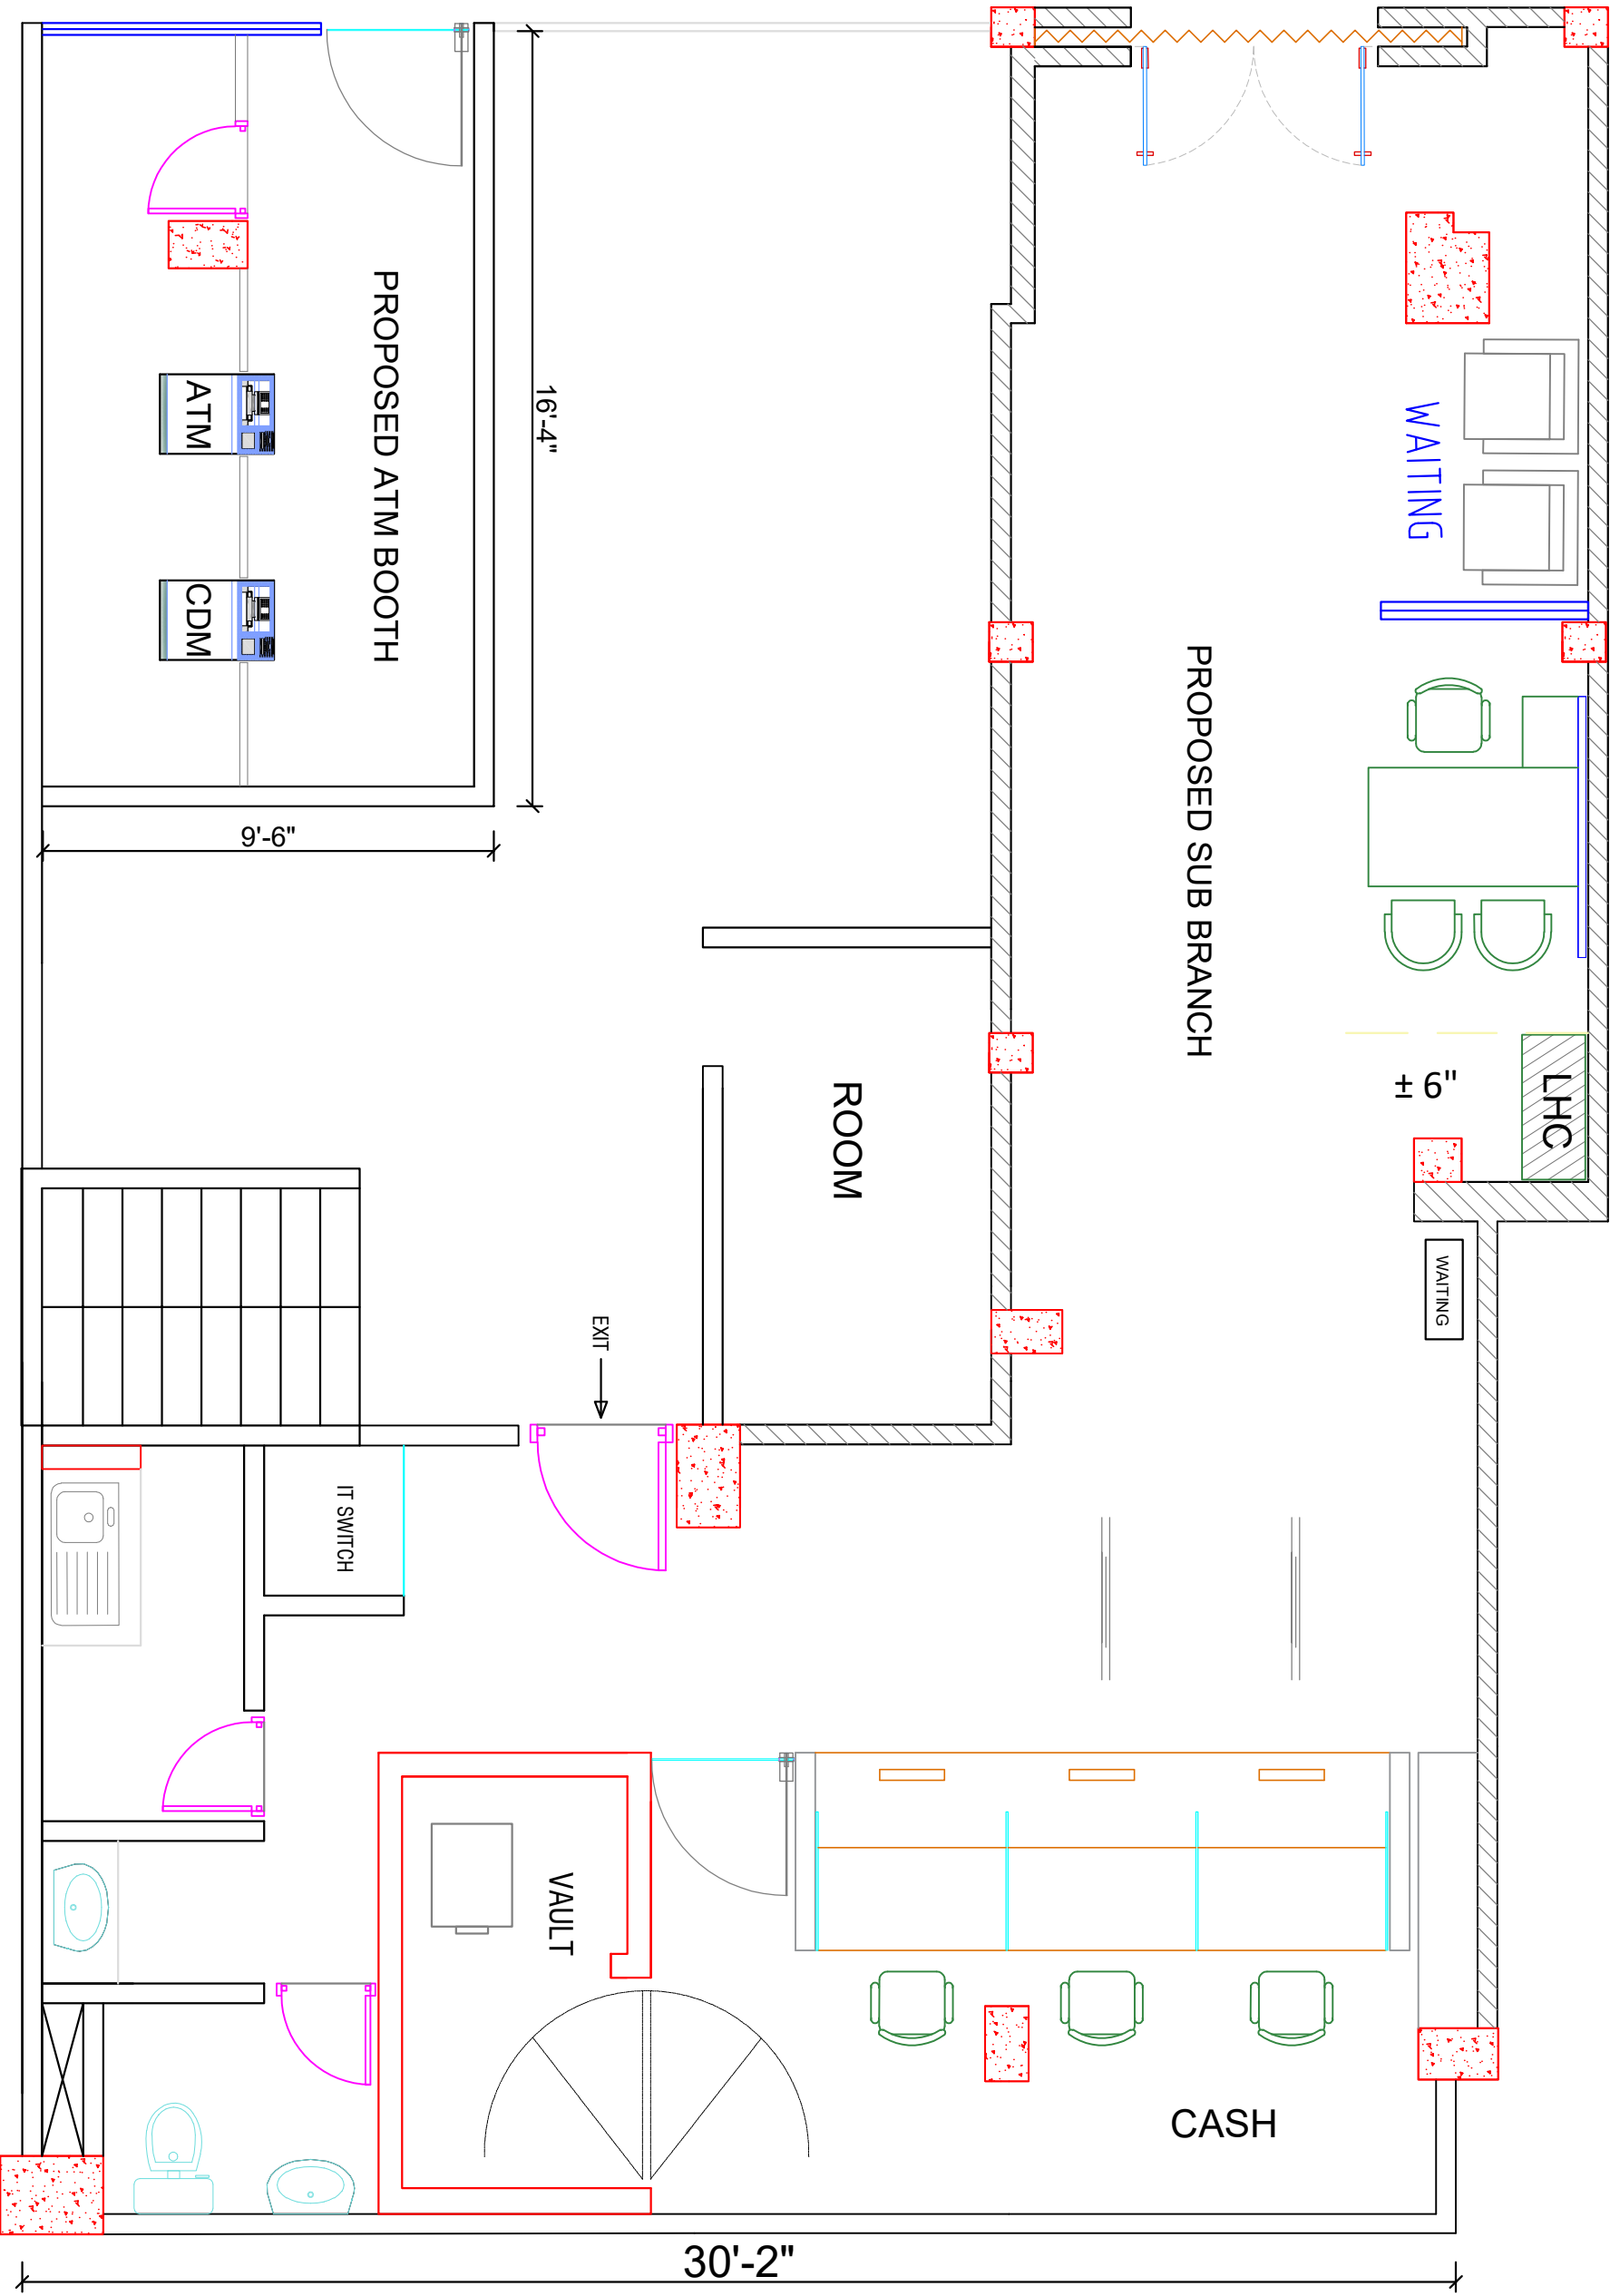 PROPOSED ATM BOOTH
ATM
CDM
16'-4"
9'-6"
WAITING
PROPOSED SUB BRANCH
LHC
± 6"
ROOM
WAITING
EXIT
IT SWITCH
VAULT
CASH
30'-2"